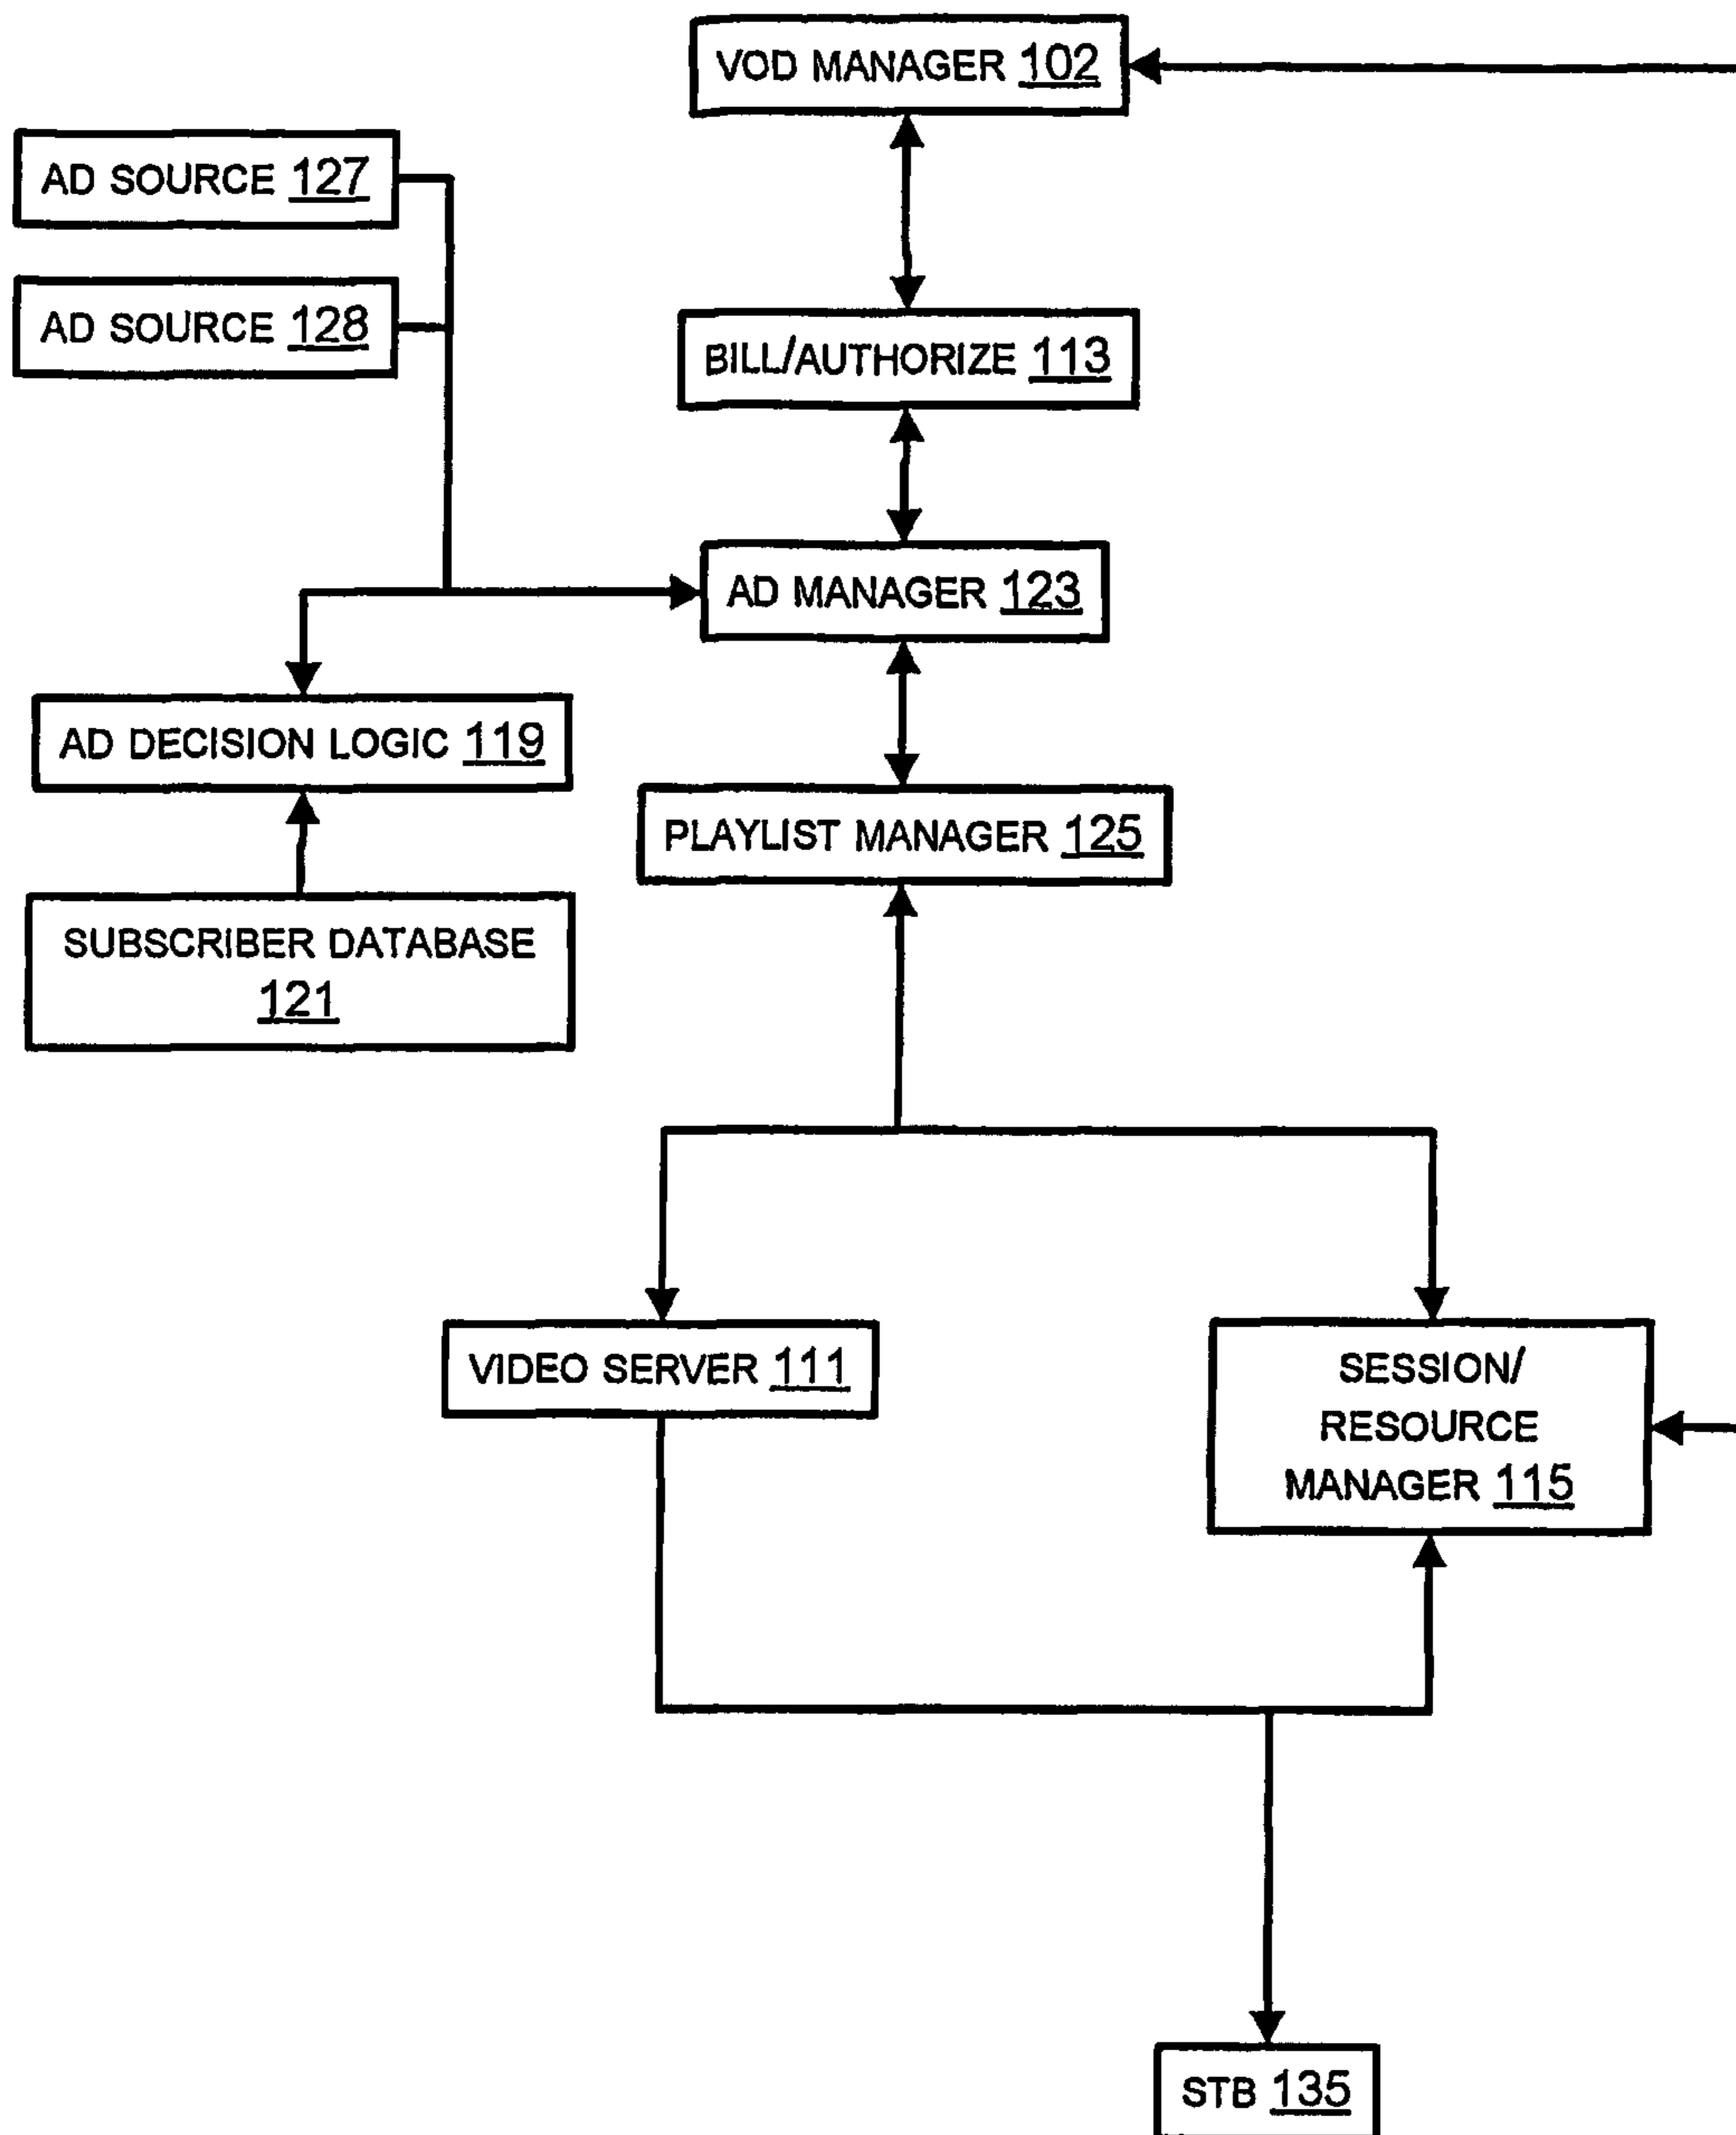 VOD MANAGER 102
AD SOURCE 127
AD SOURCE 128
BILL/AUTHORIZE 113
AD MANAGER 123
AD DECISION LOGIC 119
PLAYLIST MANAGER 125
SUBSCRIBER DATABASE
121
VIDEO SERVER 111
SESSION/
RESOURCE
MANAGER 115
STB 135